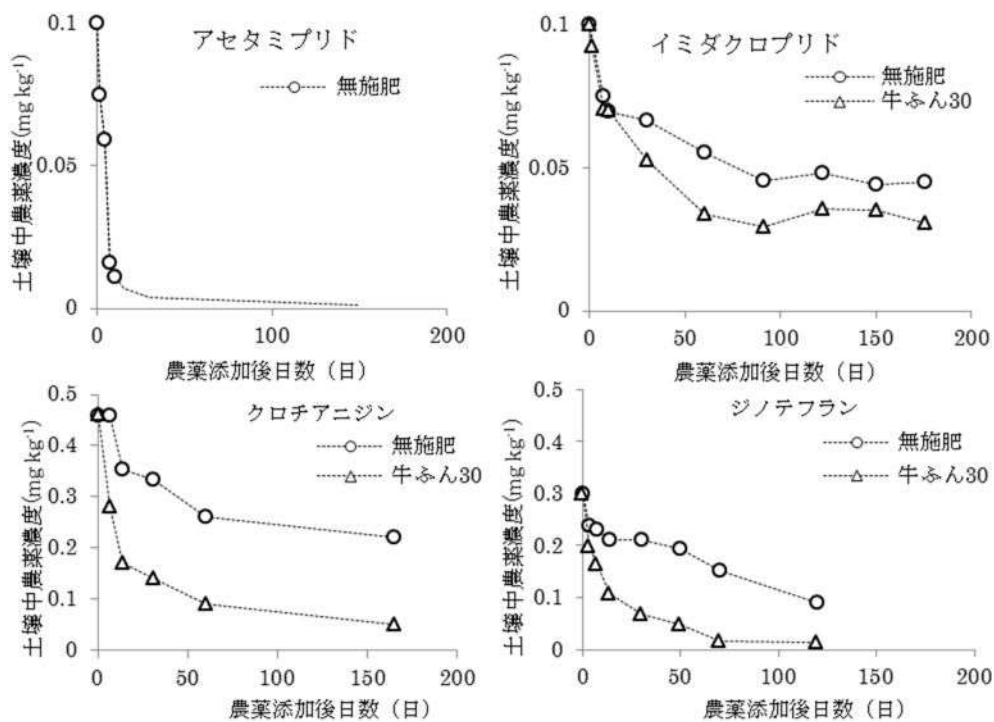 アセタミプリド
無施肥
土壌中農薬濃度(mg kg⁻¹)
0.1
0.05
0
0
100
200
農薬添加後日数（日）
イミダクロプリド
無施肥
牛ふん30
土壌中農薬濃度(mg kg⁻¹)
0.1
0.05
0
0
50
100
150
200
農薬添加後日数（日）
クロチアニジン
無施肥
牛ふん30
土壌中農薬濃度(mg kg⁻¹)
0.5
0.4
0.3
0.2
0.1
0
0
50
100
150
200
農薬添加後日数（日）
ジノテフラン
無施肥
牛ふん30
土壌中農薬濃度(mg kg⁻¹)
0.5
0.4
0.3
0.2
0.1
0
0
50
100
150
200
農薬添加後日数（日）